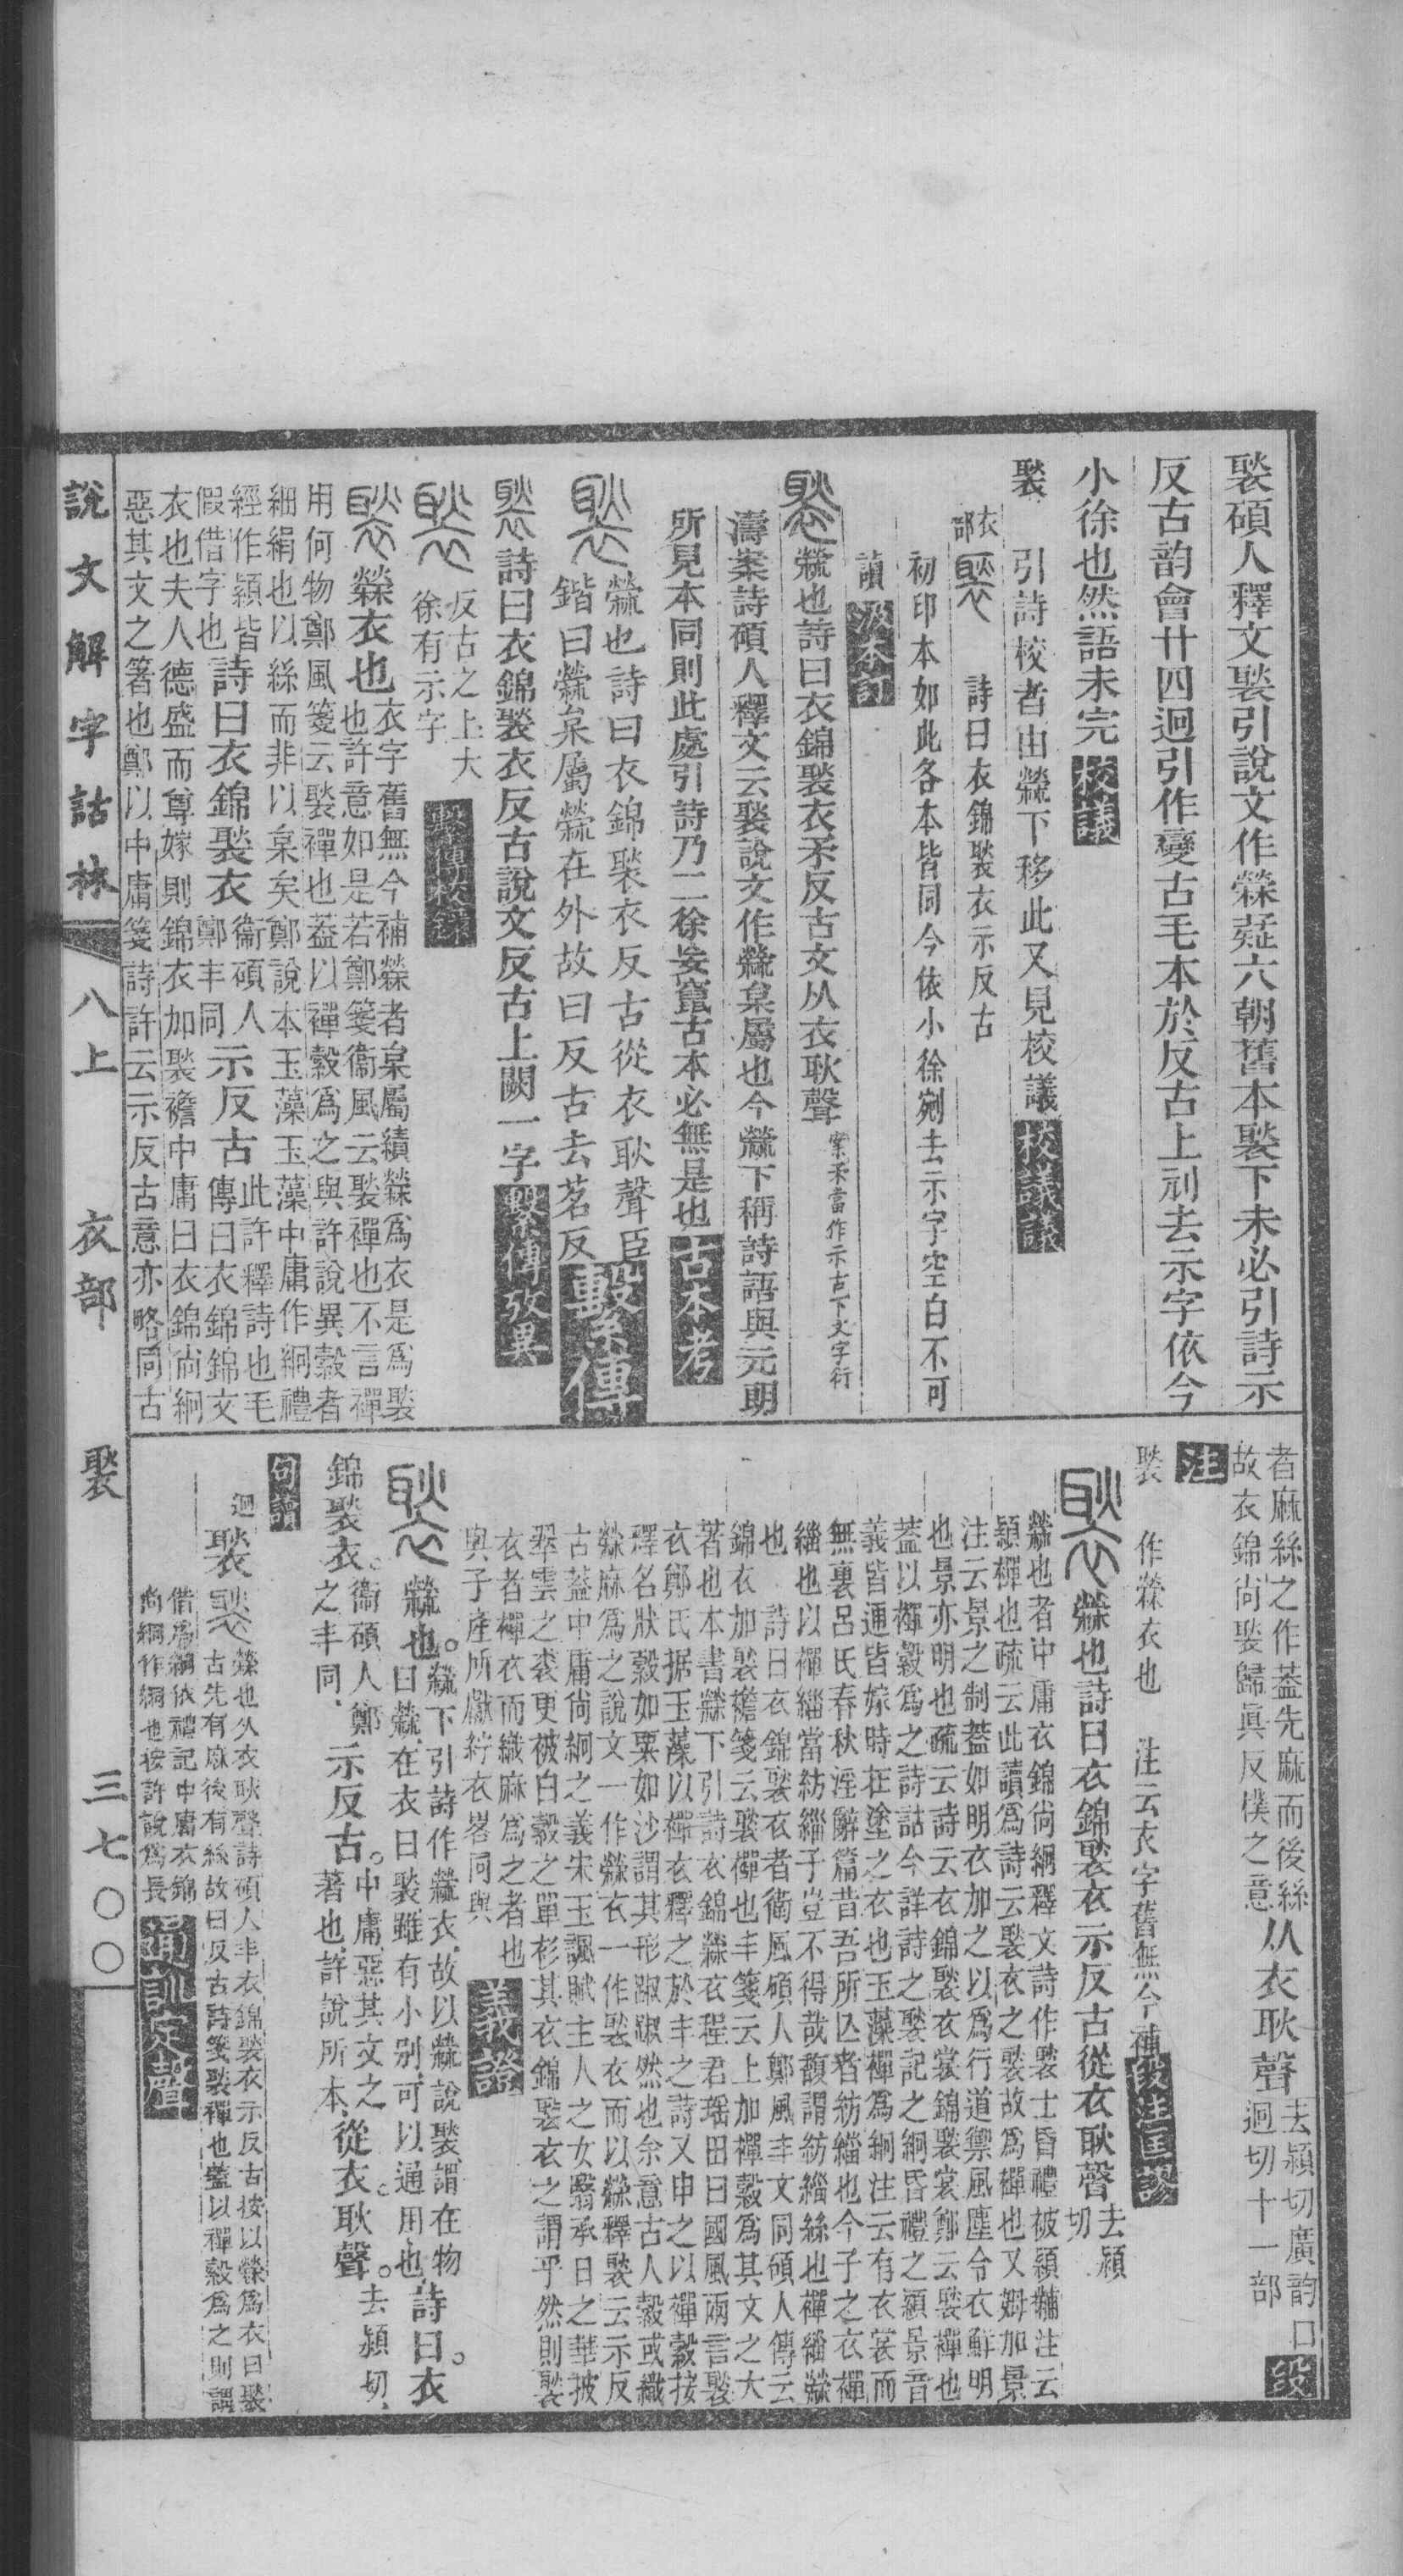 褧碩人釋文褧引說文作檾疑六朝舊本褧下未必引詩示
反古韵會廿四迥引作變古毛本於反古上刓去示字依今
小徐也然語未完校議
褧 引詩校者由檾下移此又見校議校議議
衣部 褧 詩曰衣錦褧衣示反古
初印本如此各本皆同今依小徐剜去示字空白不可
讀汲本記
褧檾也詩曰衣錦褧衣矛反古文从衣耿聲案矛當作示古下文字衍
濤案詩碩人釋文云褧說文作檾枲屬也今檾下稱詩語與元朗
所見本同則此處引詩乃二徐妄竄古本必無是也古本考
褧檾也詩曰衣錦褧衣反古從衣耿聲臣
鍇曰檾枲屬檾在外故曰反古去茗反繫傳
褧詩曰衣錦褧衣反古說文反古上闕一字繫傳攷異
褧反古之上大
徐有示字繫傳校錄
褧檾衣也衣字舊無今補檾者枲屬績檾爲衣是爲褧
也許意如是若鄭箋衞風云褧襌也不言襌
用何物鄭風箋云褧襌也葢以襌縠爲之與許說異縠者
細絹也以絲而非以枲矣鄭說本玉藻玉藻中庸作絅禮
經作潁皆
假借字也詩曰衣錦褧衣衞碩人
鄭丰同示反古此許釋詩也毛
傳曰衣錦錦文
衣也夫人德盛而尊嫁則錦衣加褧襜中庸曰衣錦尚絅
惡其文之箸也鄭以中庸箋詩許云示反古意亦略同古
者麻絲之作葢先麻而後絲
故衣錦尚褧歸眞反樸之意从衣耿聲去潁切廣韵口
迥切十一部段
注
褧 作檾衣也 注云衣字舊無今補段注匡謬
褧檾也詩曰衣錦褧衣示反古從衣耿聲去潁
切
檾也者中庸衣錦尚絅釋文詩作褧士昏禮被潁黼注云
潁襌也疏云此讀爲詩云褧衣之褧故爲襌也又姆加景
注云景之制葢如明衣加之以爲行道禦風塵令衣鮮明
也景亦明也疏云詩云衣錦褧衣裳錦褧裳鄭云褧襌也
葢以襌縠爲之詩詁今詳詩之褧記之絅昏禮之潁景音
義皆通皆嫁時在塗之衣也玉藻襌爲絅注云有衣裳而
無裏呂氏春秋淫辭篇昔吾所亾者紡緇也今子之衣襌
緇也以襌緇當紡緇子豈不得哉馥謂紡緇絲也襌緇檾
也 詩曰衣錦褧衣者衛風碩人鄭風丰文同碩人傳云
錦衣加褧襜箋云褧襌也丰箋云上加襌縠爲其文之大
著也本書檾下引詩衣錦檾衣程君瑶田曰國風兩言褧
衣鄭氏据玉藻以襌衣釋之於丰之詩又申之以襌縠按
釋名狀縠如粟如沙謂其形踧踧然也余意古人縠或織
檾麻爲之說文一作檾衣一作褧衣而以檾釋褧云示反
古葢中庸尚絅之義宋玉諷賦主人之女翳承日之華披
翠雲之裘更被白縠之單衫其衣錦褧衣之謂乎然則褧
衣者襌衣而織麻爲之者也
與子產所獻紵衣畧同與義證
褧檾也。檾下引詩作檾衣、故以檾說褧、謂在物
曰檾、在衣曰褧、雖有小別、可以通用也、詩曰。衣
錦褧衣。衞碩人、鄭
之丰同、示反古。中庸、惡其文之
著也、許說所本、從衣。耿聲。去潁切、
句讀
迥 褧 褧檾也从衣耿聲詩碩人丰衣錦褧衣示反古按以檾爲衣曰褧
古先有麻後有絲故曰反古詩箋褧襌也葢以襌縠爲之則謂
借爲絅依禮記中庸衣錦
尚絅作絅也按許說爲長通訓定聲
說文解字詁林 八上 衣部 褧 三七〇〇